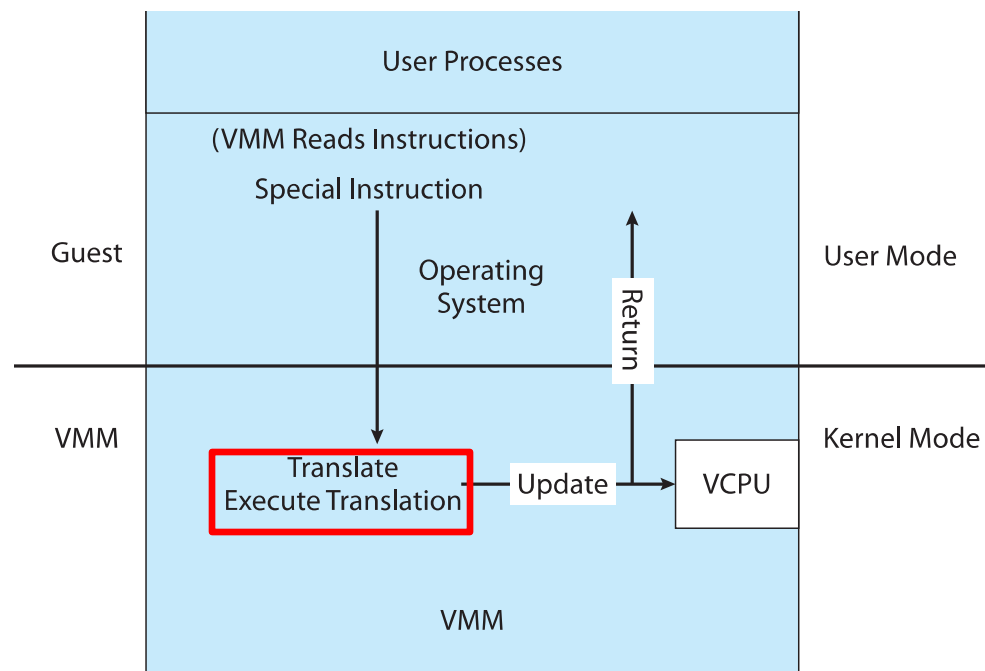 User Processes
(VMM Reads Instructions)
Special Instruction
Guest
Operating
System
Return
User Mode
VMM
Kernel Mode
Translate
Execute Translation
Update
VCPU
VMM